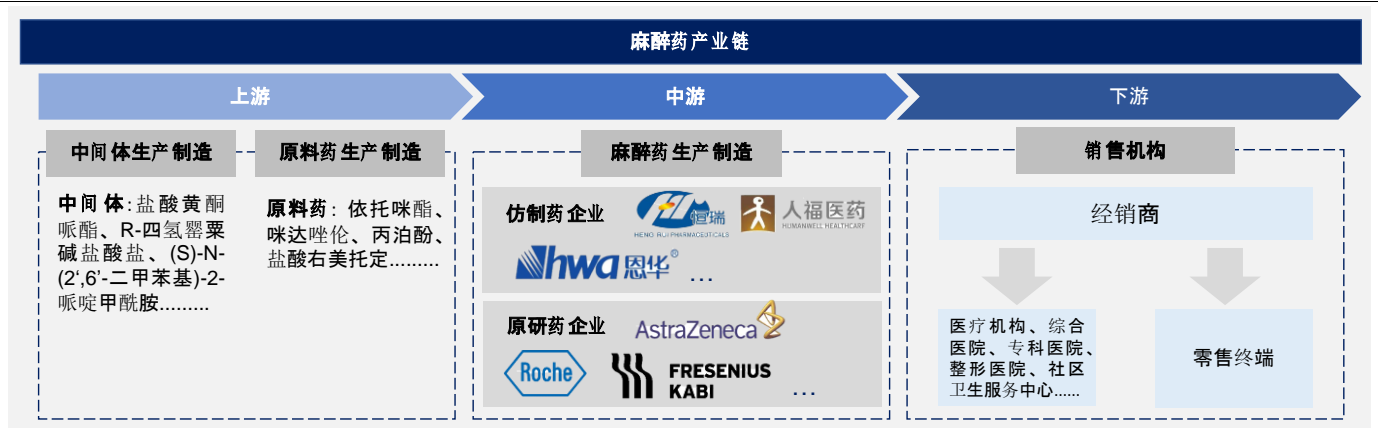 麻醉药产业链
上游
中游
下游
中间体生产制造
原料药生产制造
中间体:盐酸黄酮
哌酯、R-四氢罂粟
碱盐酸盐、(S)-N-
(2‘,6’-二甲苯基)-2-
哌啶甲酰胺.........
原料药：依托咪酯、
咪达唑伦、丙泊酚、
盐酸右美托定.........
麻醉药生产制造
仿制药企业
恒瑞
HENG RUI PHARMACEUTICALS
人福医药
HUMANWELL HEALTHCARE
hwa恩华®
...
原研药企业
AstraZeneca
Roche
FRESENIUS
KABI
...
销售机构
经销商
医疗机构、综合
医院、专科医院、
整形医院、社区
卫生服务中心......
零售终端